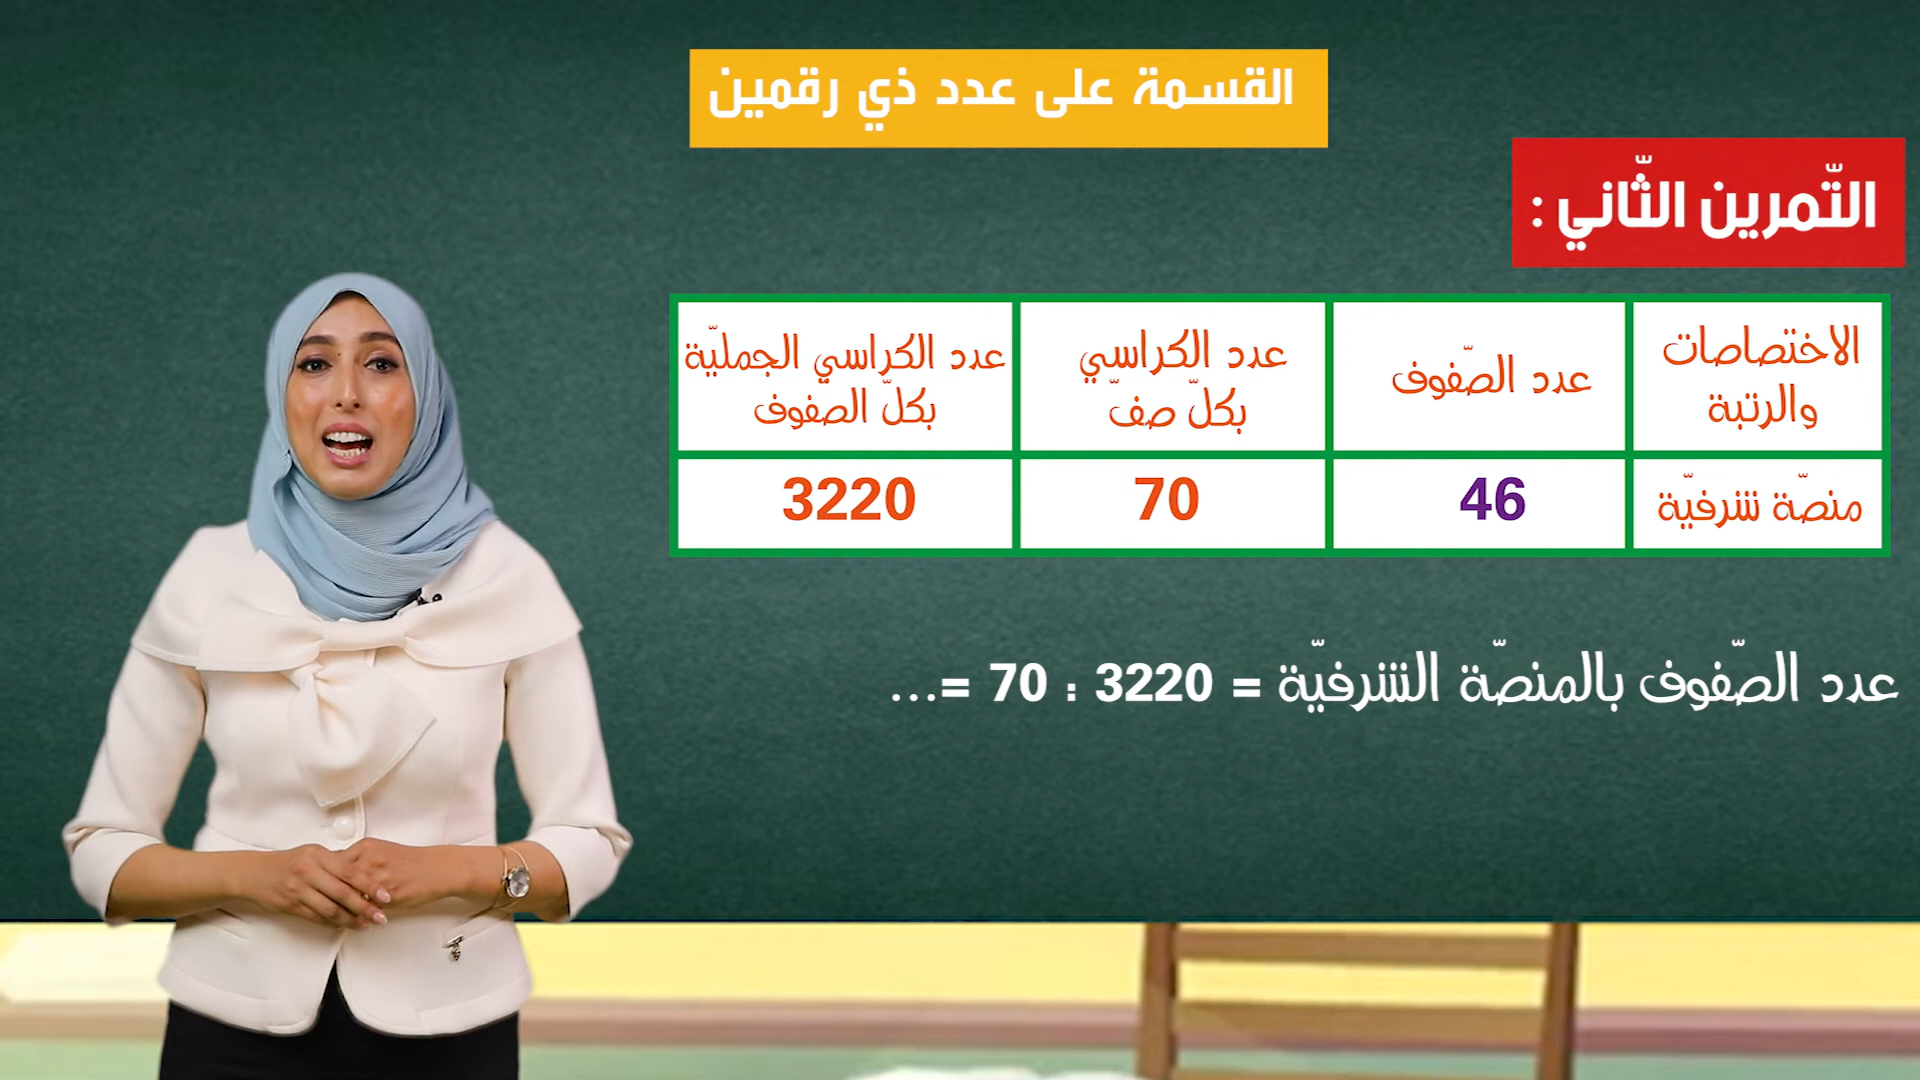 القسمة على عدد ذي رقمين
التّمرين الثّاني :
الاختصاصات والرتبة
عدد الصّفوف
عدد الكراسي بكلّ صفّ
عدد الكراسي الجمليّة بكلّ الصفوف
منصّة شرفيّة
46
70
3220
عدد الصّفوف بالمنصّة الشرفيّة = 3220 : 70 =...